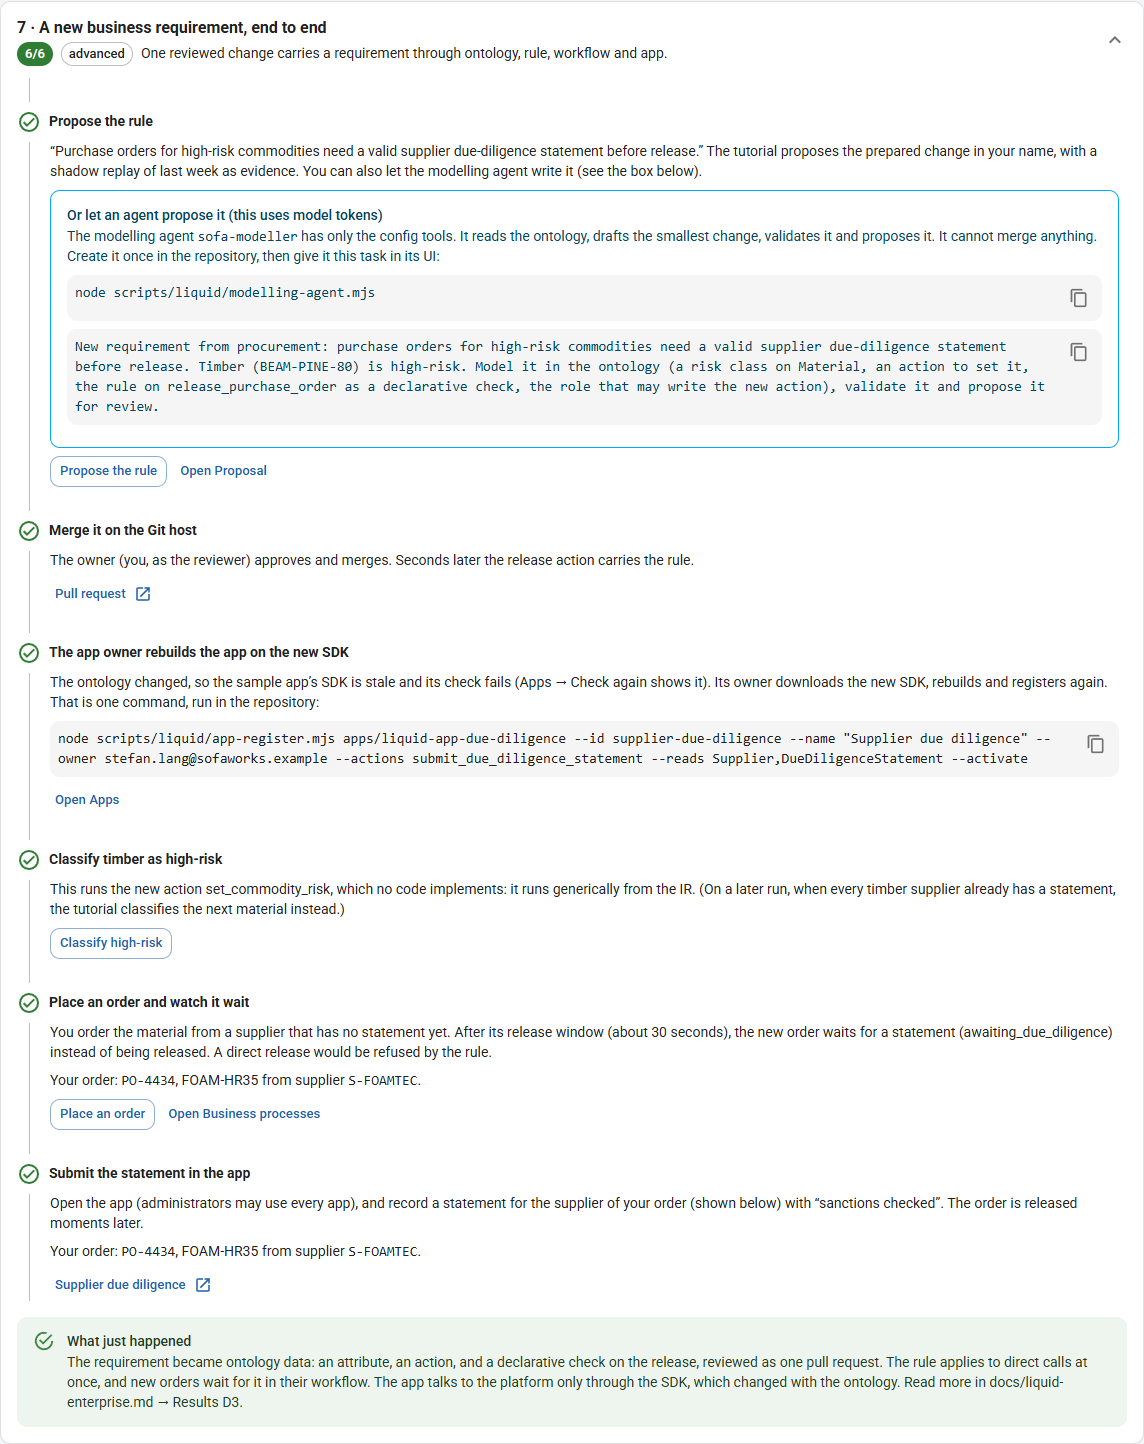 7 · A new business requirement, end to end
6/6 advanced One reviewed change carries a requirement through ontology, rule, workflow and app.
Propose the rule
“Purchase orders for high-risk commodities need a valid supplier due-diligence statement before release.” The tutorial proposes the prepared change in your name, with a
shadow replay of last week as evidence. You can also let the modelling agent write it (see the box below).
Or let an agent propose it (this uses model tokens)
The modelling agent sofa-modeller has only the config tools. It reads the ontology, drafts the smallest change, validates it and proposes it. It cannot merge anything.
Create it once in the repository, then give it this task in its UI:
node scripts/liquid/modelling-agent.mjs
New requirement from procurement: purchase orders for high-risk commodities need a valid supplier due-diligence statement
before release. Timber (BEAM-PINE-80) is high-risk. Model it in the ontology (a risk class on Material, an action to set it,
the rule on release_purchase_order as a declarative check, the role that may write the new action), validate it and propose it
for review.
Propose the rule Open Proposal
Merge it on the Git host
The owner (you, as the reviewer) approves and merges. Seconds later the release action carries the rule.
Pull request
The app owner rebuilds the app on the new SDK
The ontology changed, so the sample app’s SDK is stale and its check fails (Apps → Check again shows it). Its owner downloads the new SDK, rebuilds and registers again.
That is one command, run in the repository:
node scripts/liquid/app-register.mjs apps/liquid-app-due-diligence --id supplier-due-diligence --name "Supplier due diligence" --
owner stefan.lang@sofaworks.example --actions submit_due_diligence_statement --reads Supplier,DueDiligenceStatement --activate
Open Apps
Classify timber as high-risk
This runs the new action set_commodity_risk, which no code implements: it runs generically from the IR. (On a later run, when every timber supplier already has a statement,
the tutorial classifies the next material instead.)
Classify high-risk
Place an order and watch it wait
You order the material from a supplier that has no statement yet. After its release window (about 30 seconds), the new order waits for a statement (awaiting_due_diligence)
instead of being released. A direct release would be refused by the rule.
Your order: PO-4434, FOAM-HR35 from supplier S-FOAMTEC.
Place an order Open Business processes
Submit the statement in the app
Open the app (administrators may use every app), and record a statement for the supplier of your order (shown below) with “sanctions checked”. The order is released
moments later.
Your order: PO-4434, FOAM-HR35 from supplier S-FOAMTEC.
Supplier due diligence
What just happened
The requirement became ontology data: an attribute, an action, and a declarative check on the release, reviewed as one pull request. The rule applies to direct calls at
once, and new orders wait for it in their workflow. The app talks to the platform only through the SDK, which changed with the ontology. Read more in docs/liquid-
enterprise.md → Results D3.